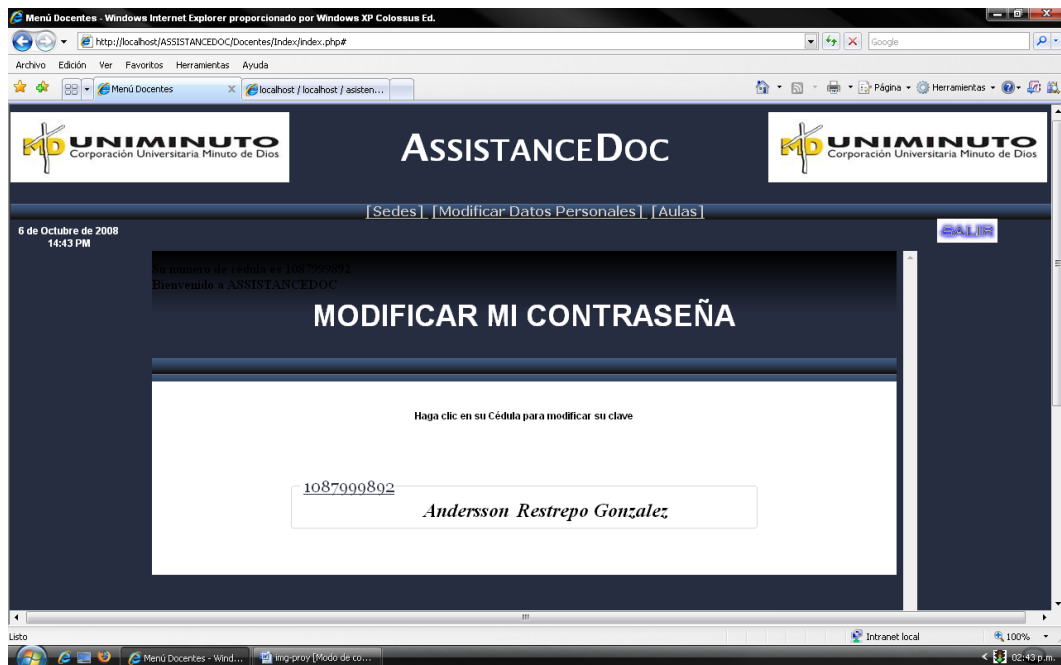 Menú Docentes - Windows Internet Explorer proporcionado por Windows XP Colossus Ed.
http://localhost/ASSISTANCEDOC/Docentes/Index/index.php#
Google
Archivo Edición Ver Favoritos Herramientas Ayuda
Menú Docentes X localhost / localhost / asisten...
Página Herramientas
UNIMINUTO
Corporación Universitaria Minuto de Dios
ASSISTANCEDOC
UNIMINUTO
Corporación Universitaria Minuto de Dios
[Sedes] [Modificar Datos Personales] [Aulas]
6 de Octubre de 2008
14:43 PM
SALIR
Su numero de cedula es 1087999892
Bienvenido a ASSISTANCEDOC
MODIFICAR MI CONTRASEÑA
Haga clic en su Cédula para modificar su clave
1087999892
Andersson Restrepo Gonzalez
Listo
Intranet local
100%
Menú Docentes - Wind...
img-proy [Modo de co...
02:43 p.m.